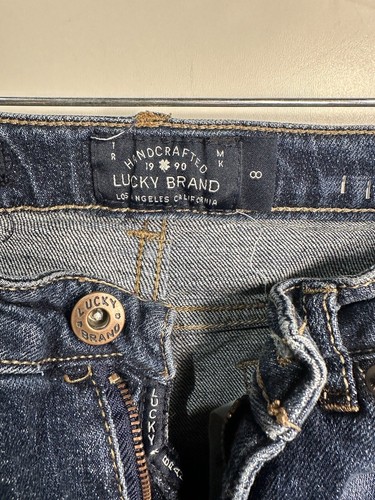 TR MK
HANDCRAFTED
19 90
LUCKY BRAND
LOS ANGELES CALIFORNIA
8
LUCKY
BRAND
LUCKY